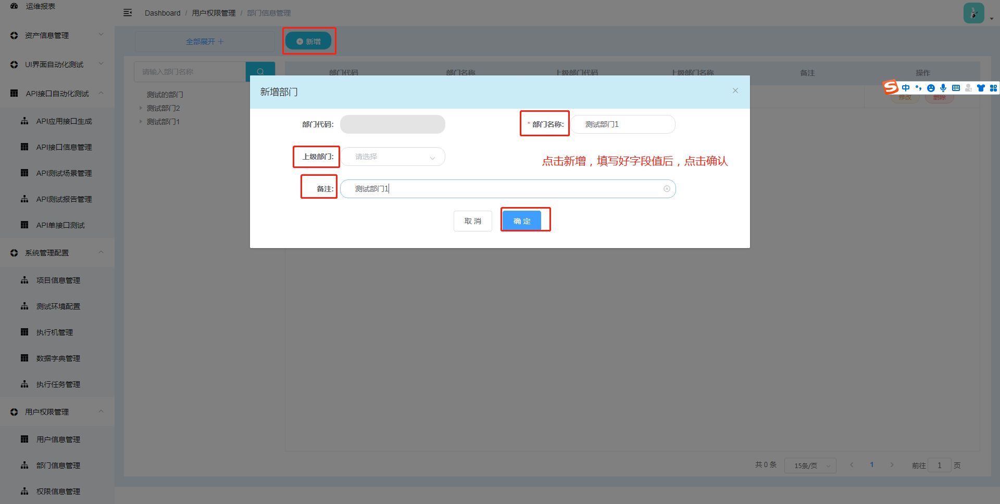 运维报表
资产信息管理
UI界面自动化测试
API接口自动化测试
API应用接口生成
API接口信息管理
API测试场景管理
API测试报告管理
API单接口测试
系统管理配置
项目信息管理
测试环境配置
执行机管理
数据字典管理
执行任务管理
用户权限管理
用户信息管理
部门信息管理
权限信息管理
Dashboard / 用户权限管理 / 部门信息管理
全部展开
新增
请输入部门名称
测试的部门
测试部门2
测试部门1
部门代码 部门名称 上级部门代码 上级部门名称 备注 操作
中
修改 删除
新增部门
部门代码:
* 部门名称: 测试部门1
上级部门: 请选择
点击新增，填写好字段值后，点击确认
备注: 测试部门1
取 消 确 定
共 0 条 15条/页 1 前往 1 页